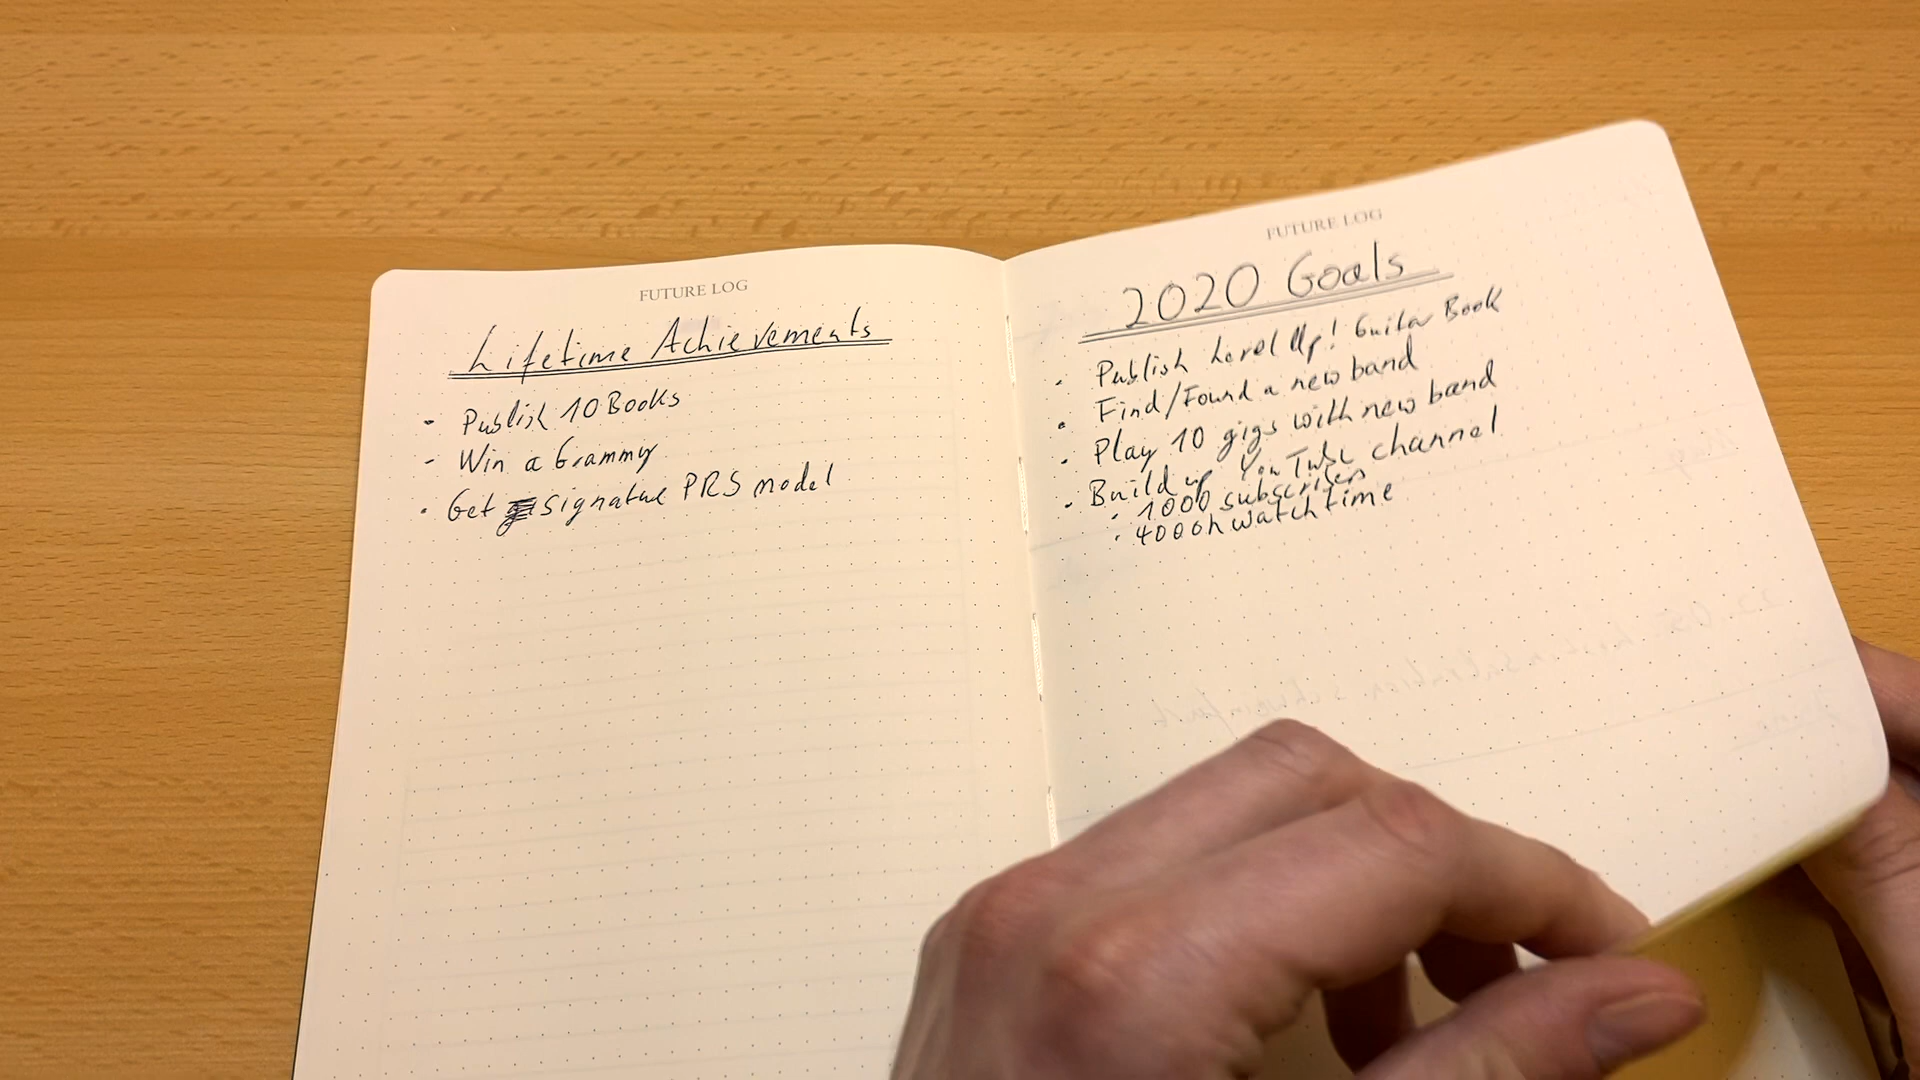 FUTURE LOG
Lifetime Achievements
- Publish 10 Books
- Win a Grammy
· Get signature PRS model
FUTURE LOG
2020 Goals
· Publish Level Up! Guitar Book
· Find/Found a new band
· Play 10 gigs with new band
· Build up YouTube channel
· 1000 subscribers
· 4000h watchtime